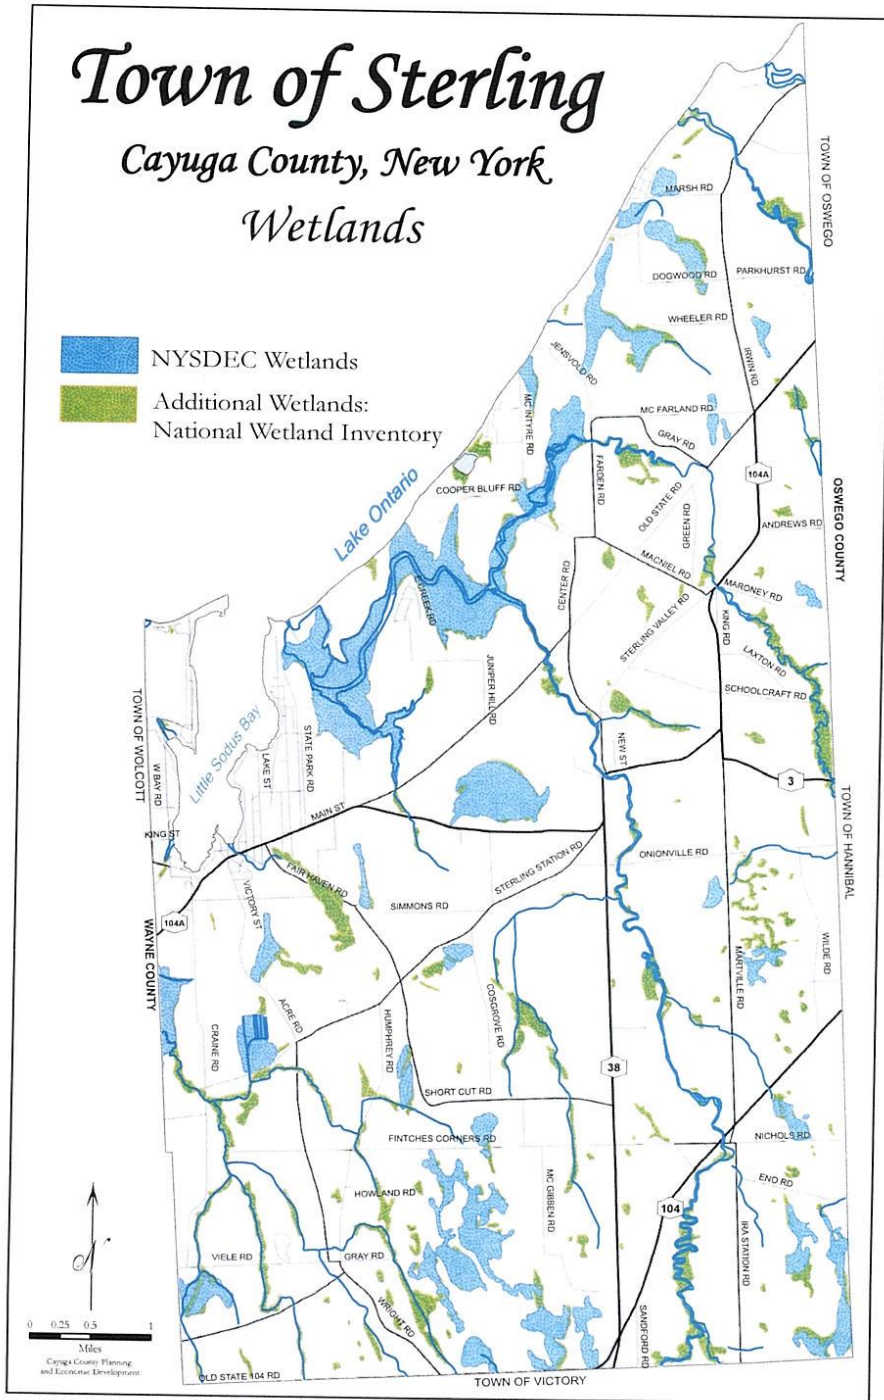 Town of Sterling
Cayuga County, New York
Wetlands
NYSDEC Wetlands
Additional Wetlands:
National Wetland Inventory
TOWN OF OSWEGO
MARSH RD
DOGWOOD RD
PARKHURST RD
WHEELER RD
IRWIN RD
JENSVOLD RD
MC INTYRE RD
MC FARLAND RD
GRAY RD
104A
COOPER BLUFF RD
FARDEN RD
OLD STATE RD
GREEN RD
ANDREWS RD
OSWEGO COUNTY
Lake Ontario
CENTER RD
MACNIEL RD
MARONEY RD
KING RD
STERLING VALLEY RD
LAXTON RD
SCHOOLCRAFT RD
JUNIPER HILL RD
NEW ST
3
TOWN OF HANNIBAL
TOWN OF WOLCOTT
W BAY RD
Little Sodus Bay
LAKE ST
STATE PARK RD
MAIN ST
KING ST
FAIR HAVEN RD
STERLING STATION RD
ONIONVILLE RD
VICTORY ST
SIMMONS RD
104A
WAYNE COUNTY
MARTVILLE RD
WILDE RD
CRAINE RD
ACRE RD
HUMPHREY RD
COSGROVE RD
38
SHORT CUT RD
FINTCHES CORNERS RD
NICHOLS RD
END RD
HOWLAND RD
MC GIBBEN RD
104
IRA STATION RD
VIELE RD
GRAY RD
WRIGHT RD
SANDFORD RD
OLD STATE 104 RD
TOWN OF VICTORY
N
0 0.25 0.5 1
Miles
Cayuga County Planning
and Economic Development